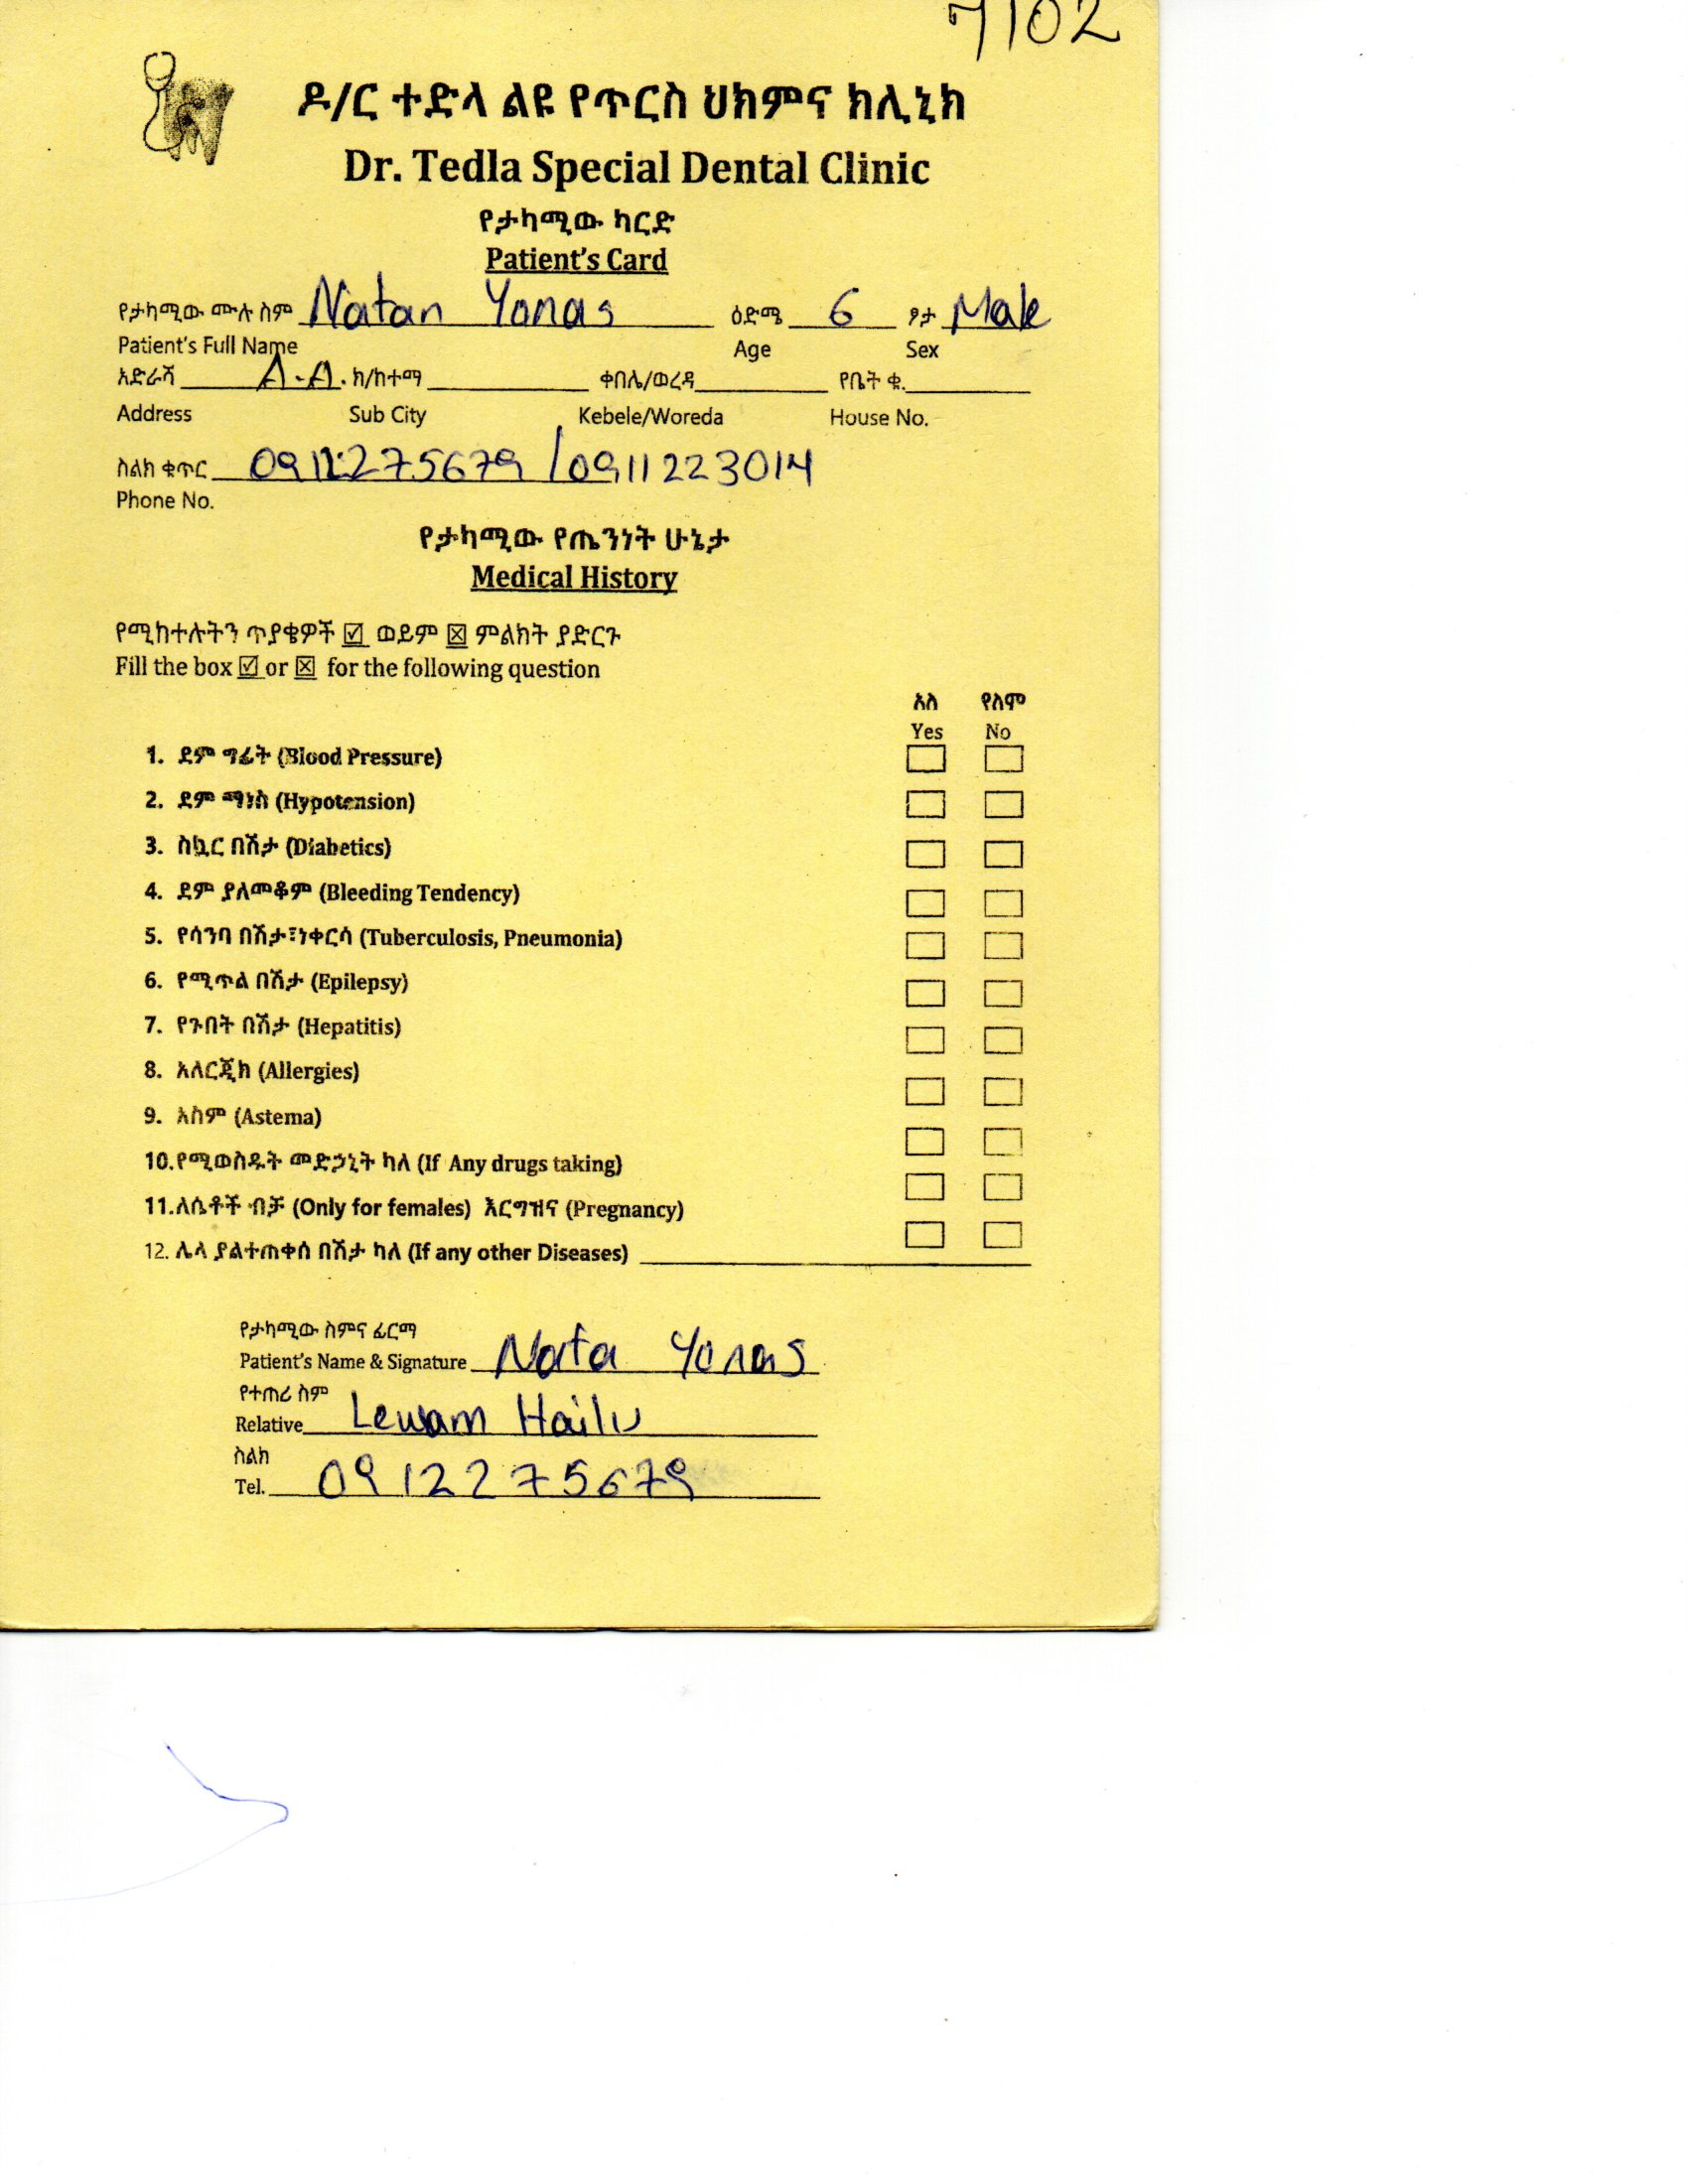 7102
ዶ/ር ተድላ ልዩ የጥርስ ህክምና ክሊኒክ
Dr. Tedla Special Dental Clinic
የታካሚው ካርድ
Patient's Card
የታካሚው ሙሉ ስም Natan Yonas ዕድሜ 6 ፆታ Male
Patient's Full Name Age Sex
አድራሻ A.A. ክ/ከተማ ቀበሌ/ወረዳ የቤት ቁ.
Address Sub City Kebele/Woreda House No.
ስልክ ቁጥር 0912275679 / 0911223014
Phone No.
የታካሚው የጤንነት ሁኔታ
Medical History
የሚከተሉትን ጥያቄዎች ☑ ወይም ☒ ምልክት ያድርጉ
Fill the box ☑ or ☒ for the following question
አለ የለም
Yes No
1. ደም ግፊት (Blood Pressure)
2. ደም ማነስ (Hypotension)
3. ስኳር በሽታ (Diabetics)
4. ደም ያለመቆም (Bleeding Tendency)
5. የሳንባ በሽታ፣ነቀርሳ (Tuberculosis, Pneumonia)
6. የሚጥል በሽታ (Epilepsy)
7. የጉበት በሽታ (Hepatitis)
8. አለርጂክ (Allergies)
9. አስም (Astema)
10.የሚወስዱት መድኃኒት ካለ (If Any drugs taking)
11.ለሴቶች ብቻ (Only for females) እርግዝና (Pregnancy)
12. ሌላ ያልተጠቀሰ በሽታ ካለ (If any other Diseases)
የታካሚው ስምና ፊርማ
Patient's Name & Signature Nata Yonas
የተጠሪ ስም
Relative Lewam Hailu
ስልክ
Tel. 0912275679